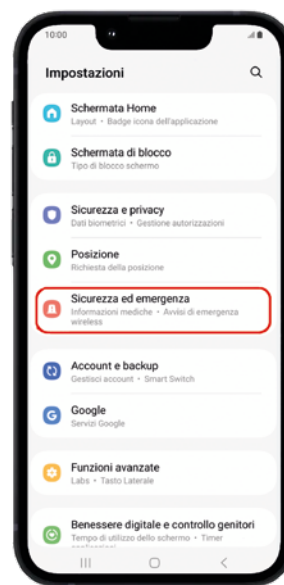 10:00
Impostazioni
Schermata Home
Layout • Badge icona dell'applicazione
Schermata di blocco
Tipo di blocco schermo
Sicurezza e privacy
Dati biometrici • Gestione autorizzazioni
Posizione
Richiesta della posizione
Sicurezza ed emergenza
Informazioni mediche • Avvisi di emergenza
wireless
Account e backup
Gestisci account • Smart Switch
Google
Servizi Google
Funzioni avanzate
Labs • Tasto Laterale
Benessere digitale e controllo genitori
Tempo di utilizzo dello schermo • Timer